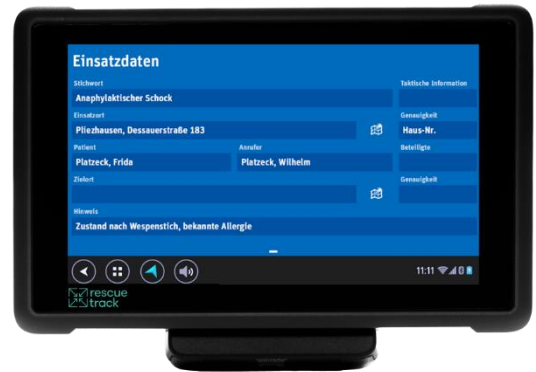 Einsatzdaten
Stichwort
Taktische Information
Anaphylaktischer Schock
Einsatzort
Genauigkeit
Pliezhausen, Dessauerstraße 183
Haus-Nr.
Patient
Anrufer
Beteiligte
Platzeck, Frida
Platzeck, Wilhelm
Zielort
Genauigkeit
Hinweis
Zustand nach Wespenstich, bekannte Allergie
11:11
rescue
track